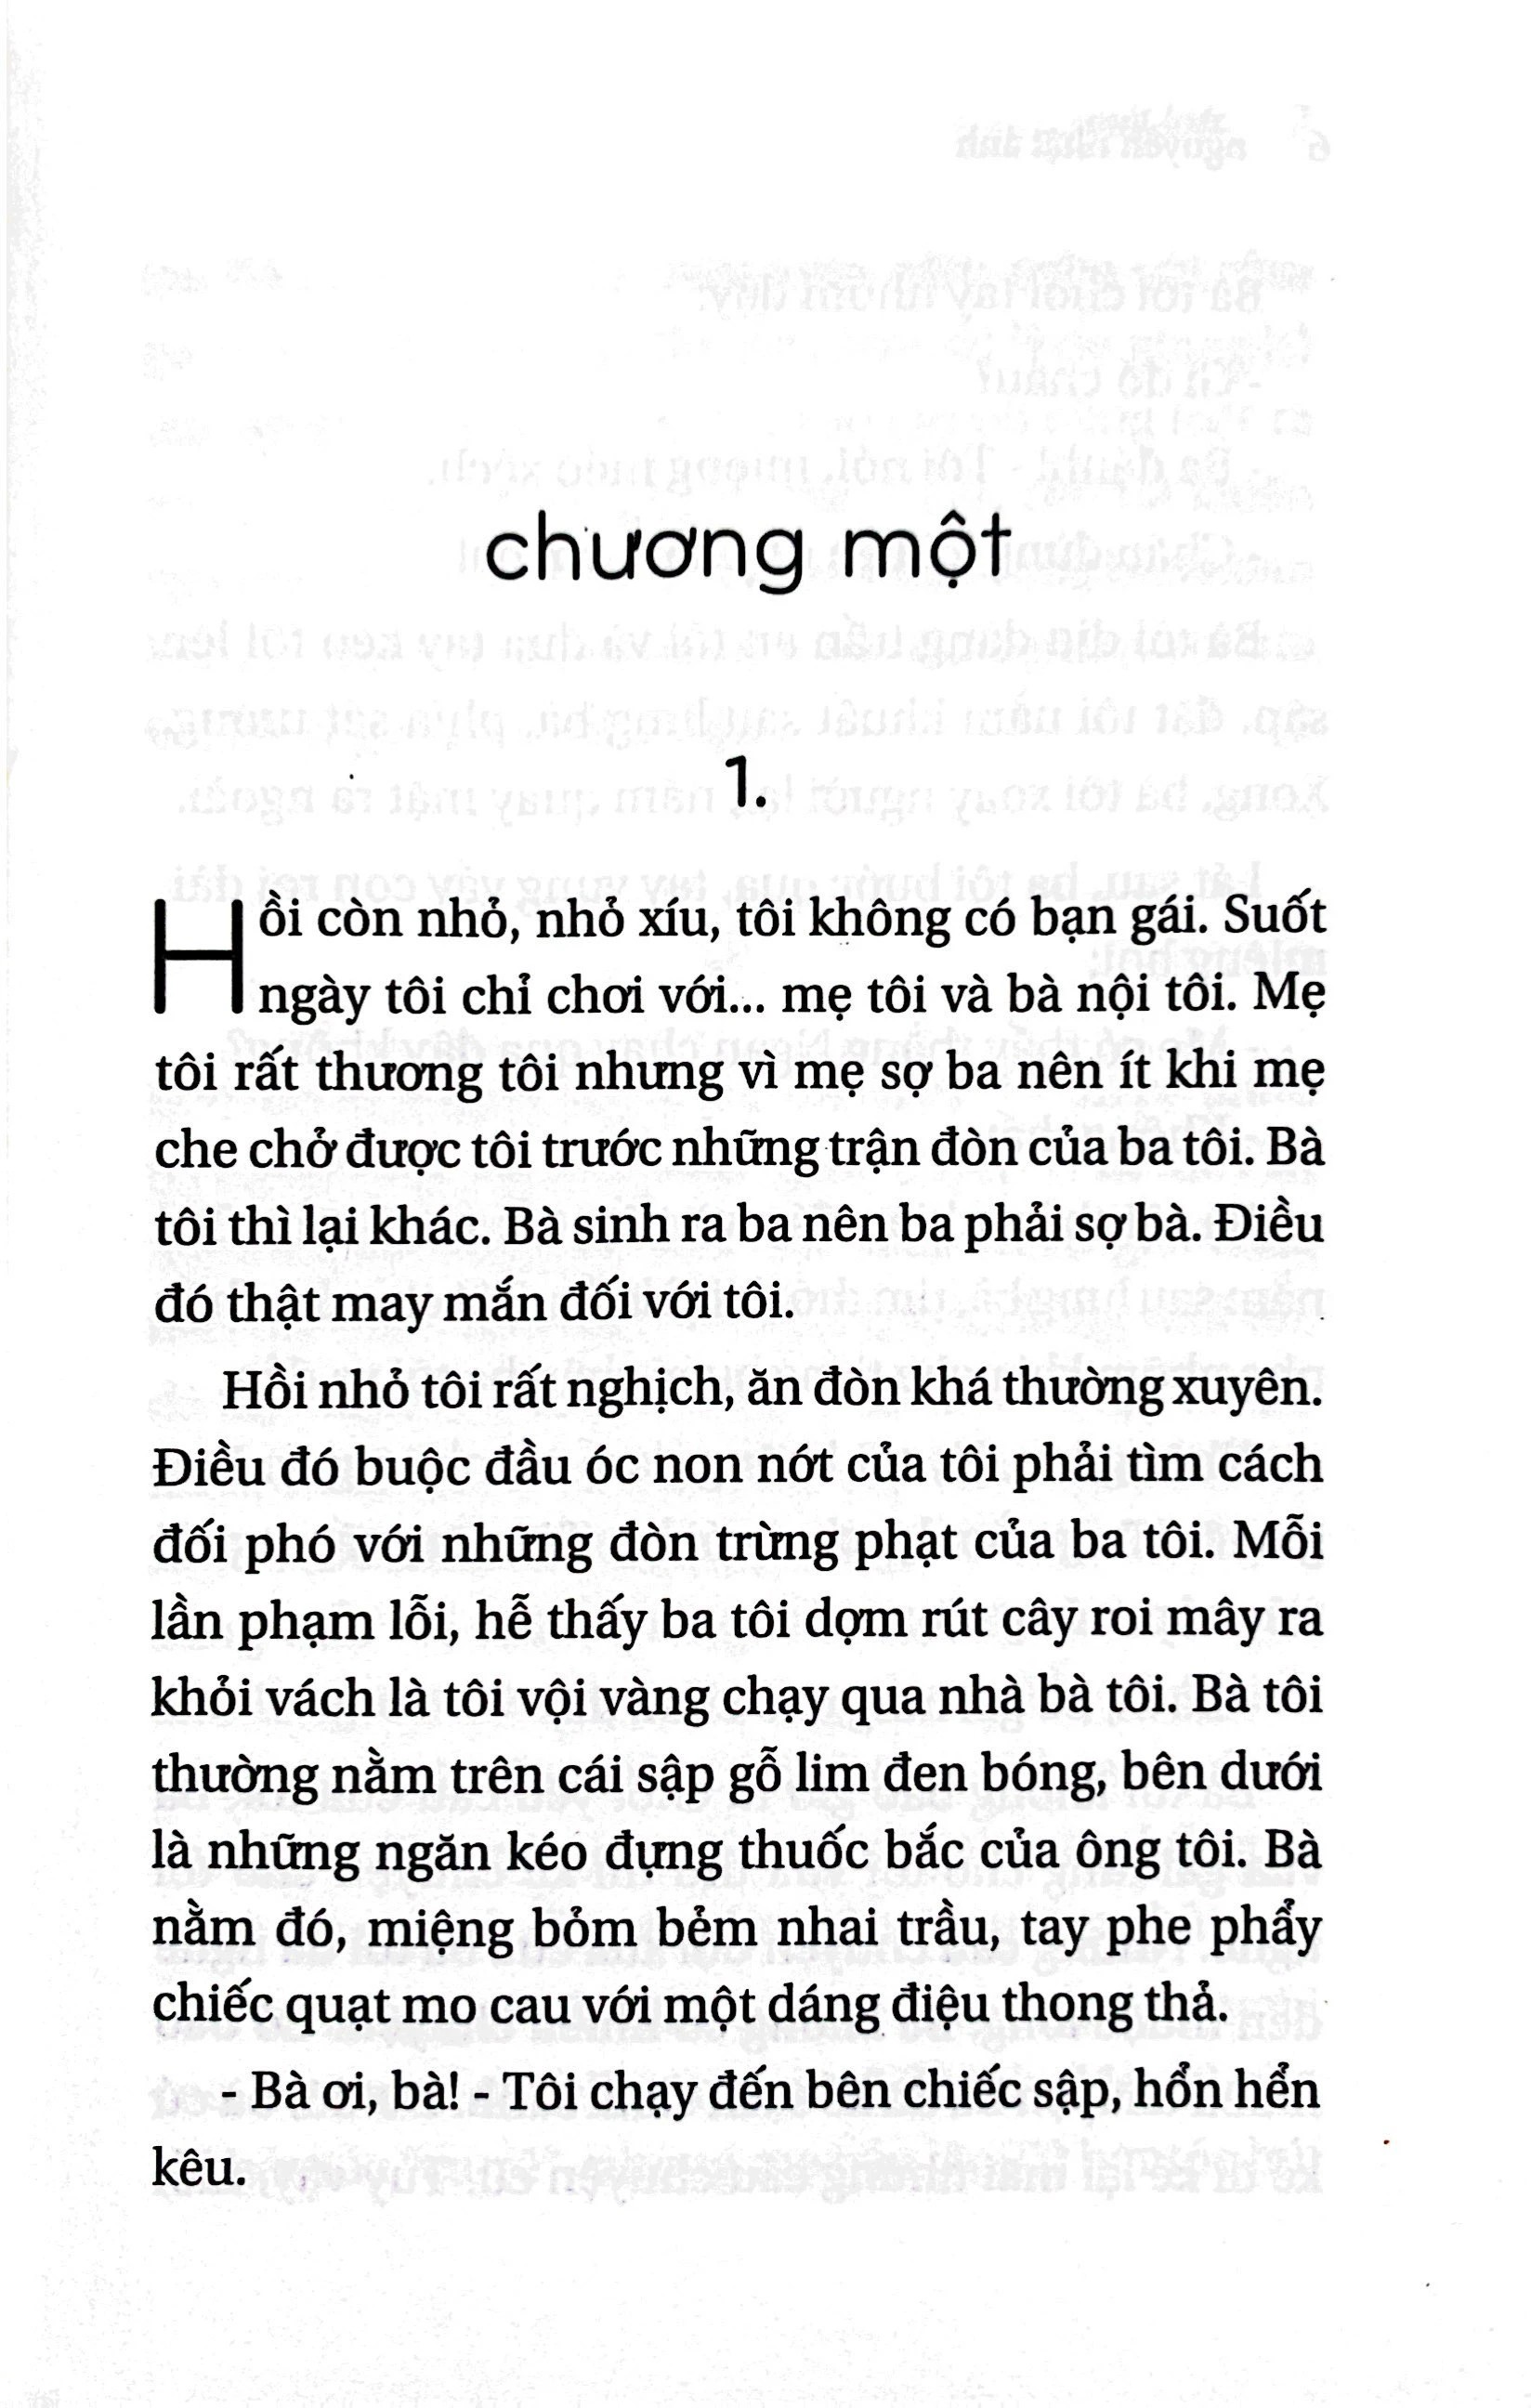 chương một
1.
Hồi còn nhỏ, nhỏ xíu, tôi không có bạn gái. Suốt
ngày tôi chỉ chơi với... mẹ tôi và bà nội tôi. Mẹ
tôi rất thương tôi nhưng vì mẹ sợ ba nên ít khi mẹ
che chở được tôi trước những trận đòn của ba tôi. Bà
tôi thì lại khác. Bà sinh ra ba nên ba phải sợ bà. Điều
đó thật may mắn đối với tôi.
Hồi nhỏ tôi rất nghịch, ăn đòn khá thường xuyên.
Điều đó buộc đầu óc non nớt của tôi phải tìm cách
đối phó với những đòn trừng phạt của ba tôi. Mỗi
lần phạm lỗi, hễ thấy ba tôi dợm rút cây roi mây ra
khỏi vách là tôi vội vàng chạy qua nhà bà tôi. Bà tôi
thường nằm trên cái sập gỗ lim đen bóng, bên dưới
là những ngăn kéo đựng thuốc bắc của ông tôi. Bà
nằm đó, miệng bỏm bẻm nhai trầu, tay phe phẩy
chiếc quạt mo cau với một dáng điệu thong thả.
- Bà ơi, bà! - Tôi chạy đến bên chiếc sập, hổn hển
kêu.